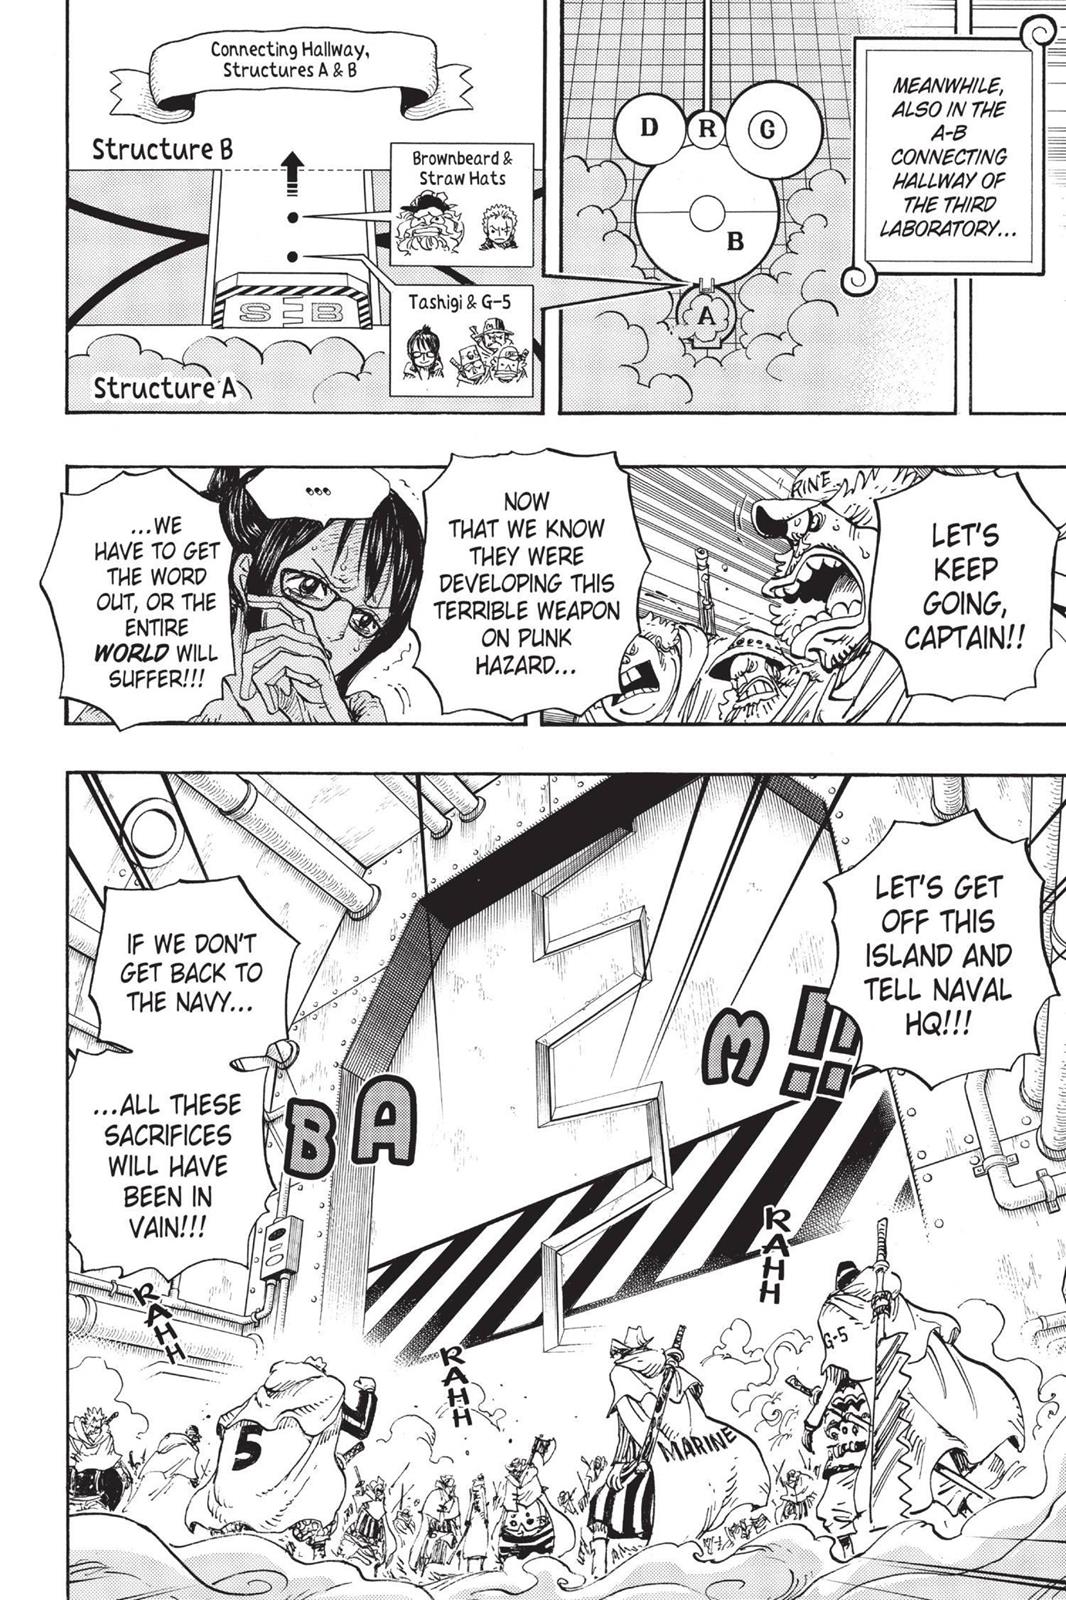 MEANWHILE,
ALSO IN THE
A-B
CONNECTING
HALLWAY OF
THE THIRD
LABORATORY...
D
R
G
B
A
Connecting Hallway,
Structures A & B
Structure B
Brownbeard &
Straw Hats
Tashigi & G-5
S B
Structure A
LET'S
KEEP
GOING,
CAPTAIN!!
RINE
NOW
THAT WE KNOW
THEY WERE
DEVELOPING THIS
TERRIBLE WEAPON
ON PUNK
HAZARD...
...
...WE
HAVE TO GET
THE WORD
OUT, OR THE
ENTIRE
WORLD WILL
SUFFER!!!
LET'S GET
OFF THIS
ISLAND AND
TELL NAVAL
HQ!!!
IF WE DON'T
GET BACK TO
THE NAVY...
...ALL THESE
SACRIFICES
WILL HAVE
BEEN IN
VAIN!!!
BAM!!
RAHH
RAHH
RAHH
G-5
MARINE
5